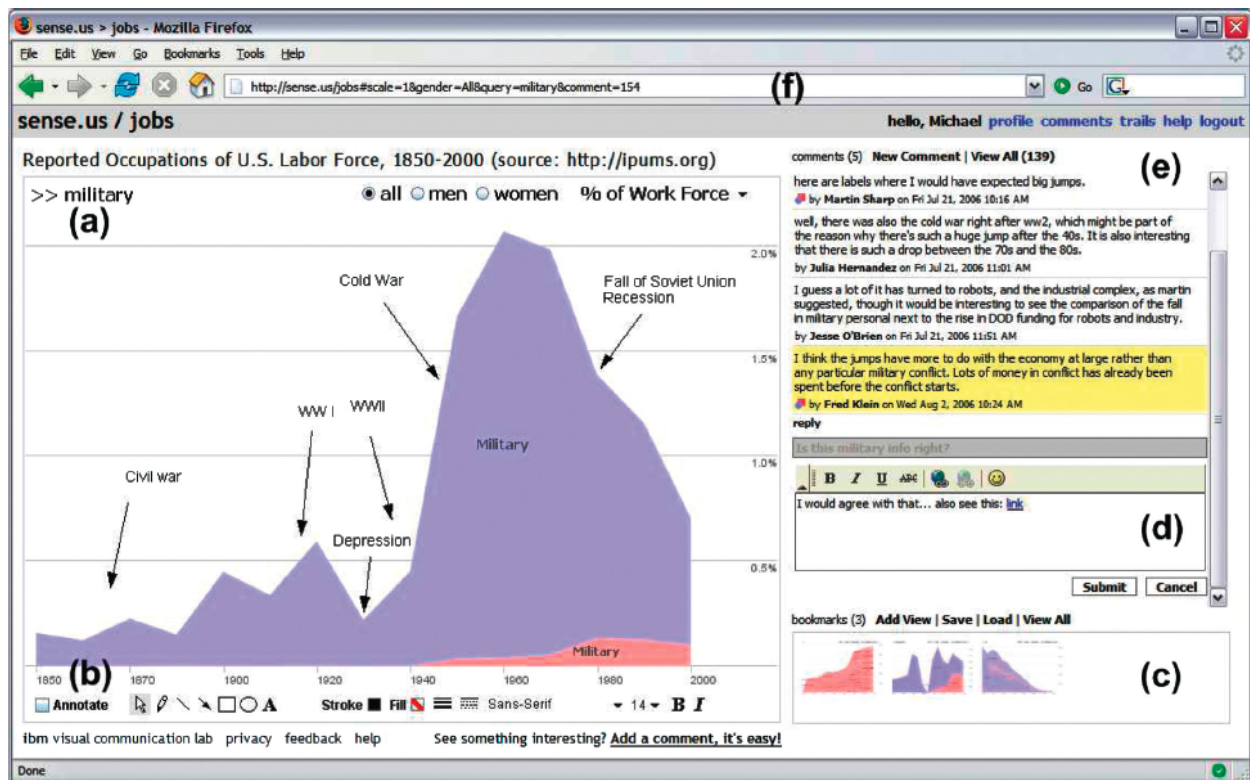 sense.us > jobs - Mozilla Firefox
File Edit View Go Bookmarks Tools Help
http://sense.us/jobs#scale=1&gender=All&query=military&comment=154
(f)
Go
G
sense.us / jobs
hello, Michael profile comments trails help logout
Reported Occupations of U.S. Labor Force, 1850-2000 (source: http://ipums.org)
>> military
all men women % of Work Force
(a)
2.0%
Cold War
Fall of Soviet Union
Recession
1.5%
WW I WWII
Military
1.0%
Civil war
Depression
0.5%
Military
(b)
1850 1870 1900 1920 1940 1960 1980 2000
Annotate A Stroke Fill Sans-Serif 14 B I
comments (5) New Comment | View All (139)
(e)
here are labels where I would have expected big jumps.
by Martin Sharp on Fri Jul 21, 2006 10:16 AM
well, there was also the cold war right after ww2, which might be part of
the reason why there's such a huge jump after the 40s. It is also interesting
that there is such a drop between the 70s and the 80s.
by Julia Hernandez on Fri Jul 21, 2006 11:01 AM
I guess a lot of it has turned to robots, and the industrial complex, as martin
suggested, though it would be interesting to see the comparison of the fall
in military personal next to the rise in DOD funding for robots and industry.
by Jesse O'Brien on Fri Jul 21, 2006 11:51 AM
I think the jumps have more to do with the economy at large rather than
any particular military conflict. Lots of money in conflict has already been
spent before the conflict starts.
by Fred Klein on Wed Aug 2, 2006 10:24 AM
reply
Is this military info right?
B I U ABC
I would agree with that... also see this: link
(d)
Submit Cancel
bookmarks (3) Add View | Save | Load | View All
(c)
ibm visual communication lab privacy feedback help
See something interesting? Add a comment, it's easy!
Done